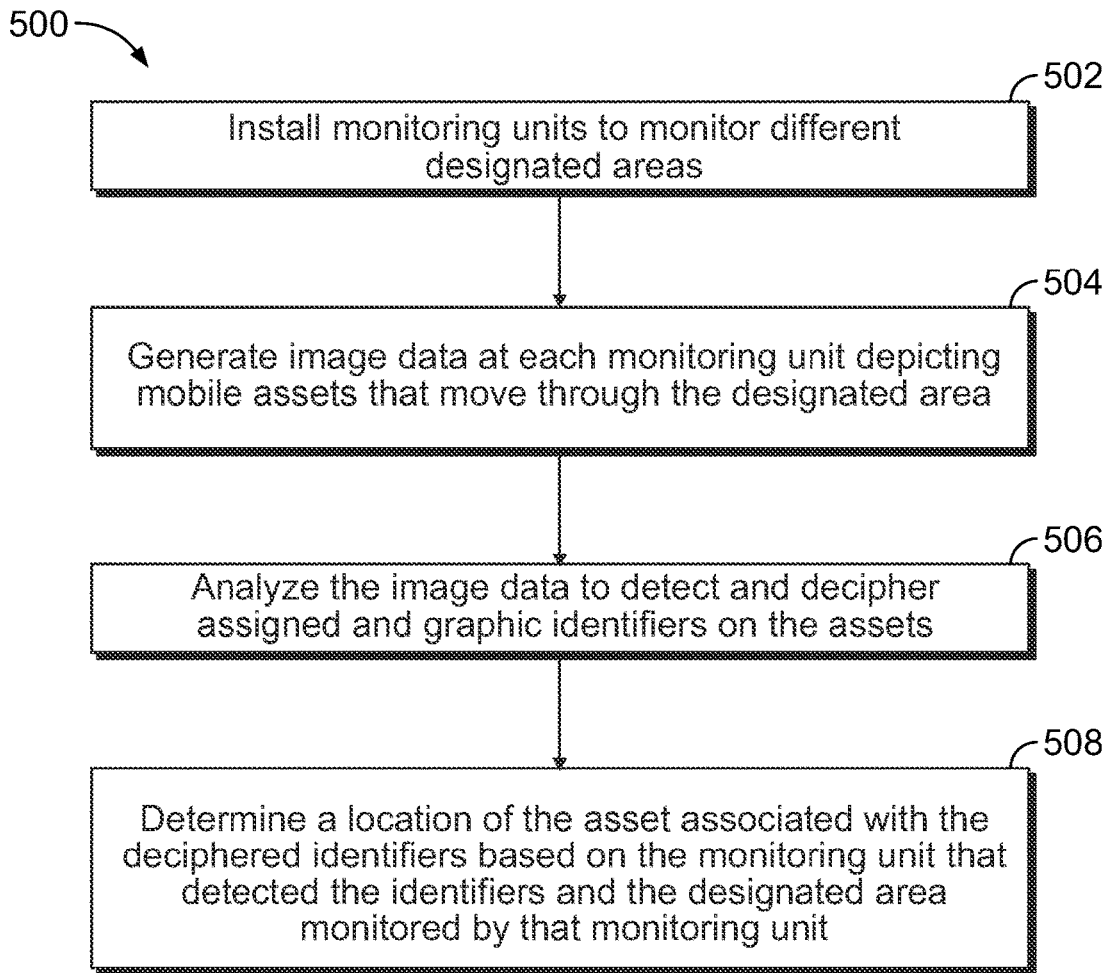 500
502
Install monitoring units to monitor different
designated areas
504
Generate image data at each monitoring unit depicting
mobile assets that move through the designated area
506
Analyze the image data to detect and decipher
assigned and graphic identifiers on the assets
508
Determine a location of the asset associated with the
deciphered identifiers based on the monitoring unit that
detected the identifiers and the designated area
monitored by that monitoring unit